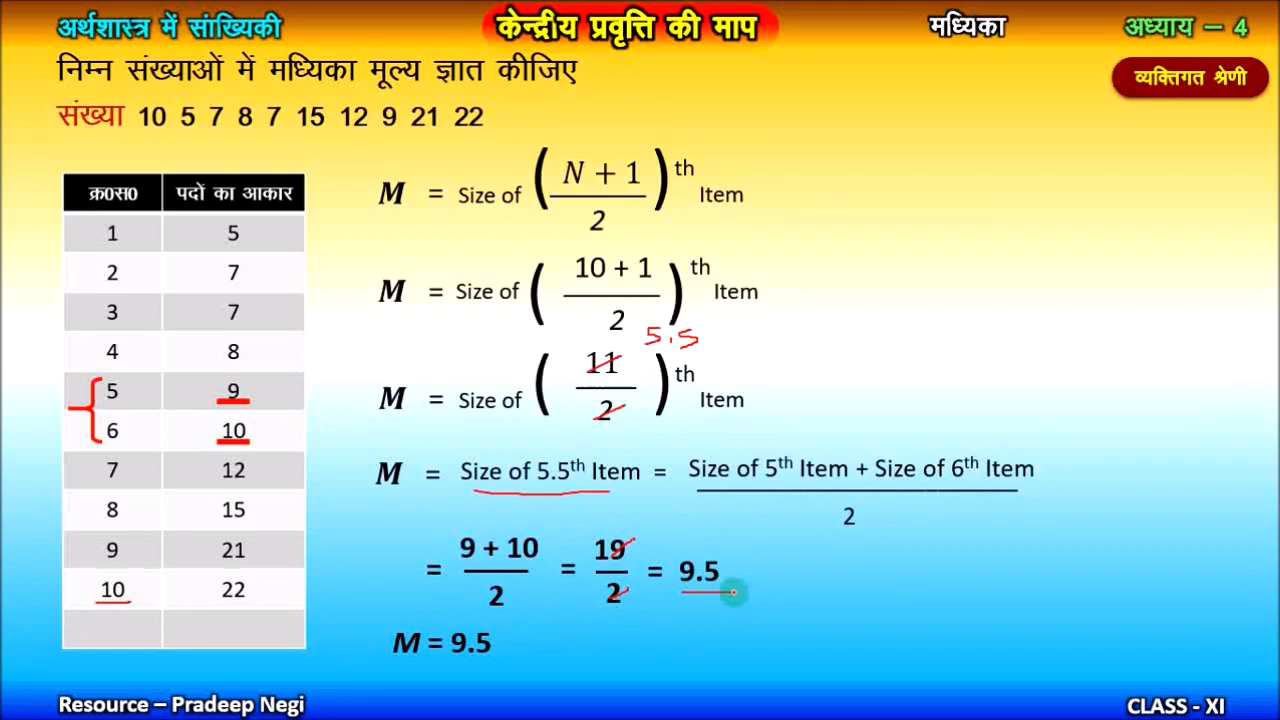 अर्थशास्त्र में सांख्यिकी केन्द्रीय प्रवृत्ति की माप मध्यिका अध्याय – 4
निम्न संख्याओं में मध्यिका मूल्य ज्ञात कीजिए
व्यक्तिगत श्रेणी
संख्या 10 5 7 8 7 15 12 9 21 22
क्र0स0 पदों का आकार
1 5
2 7
3 7
4 8
5 9
6 10
7 12
8 15
9 21
10 22
M = Size of ( (N + 1) / 2 )th Item
M = Size of ( (10 + 1) / 2 )th Item
5.5
M = Size of ( 11 / 2 )th Item
M = Size of 5.5th Item = (Size of 5th Item + Size of 6th Item) / 2
= (9 + 10) / 2 = 19 / 2 = 9.5
M = 9.5
Resource – Pradeep Negi
CLASS - XI